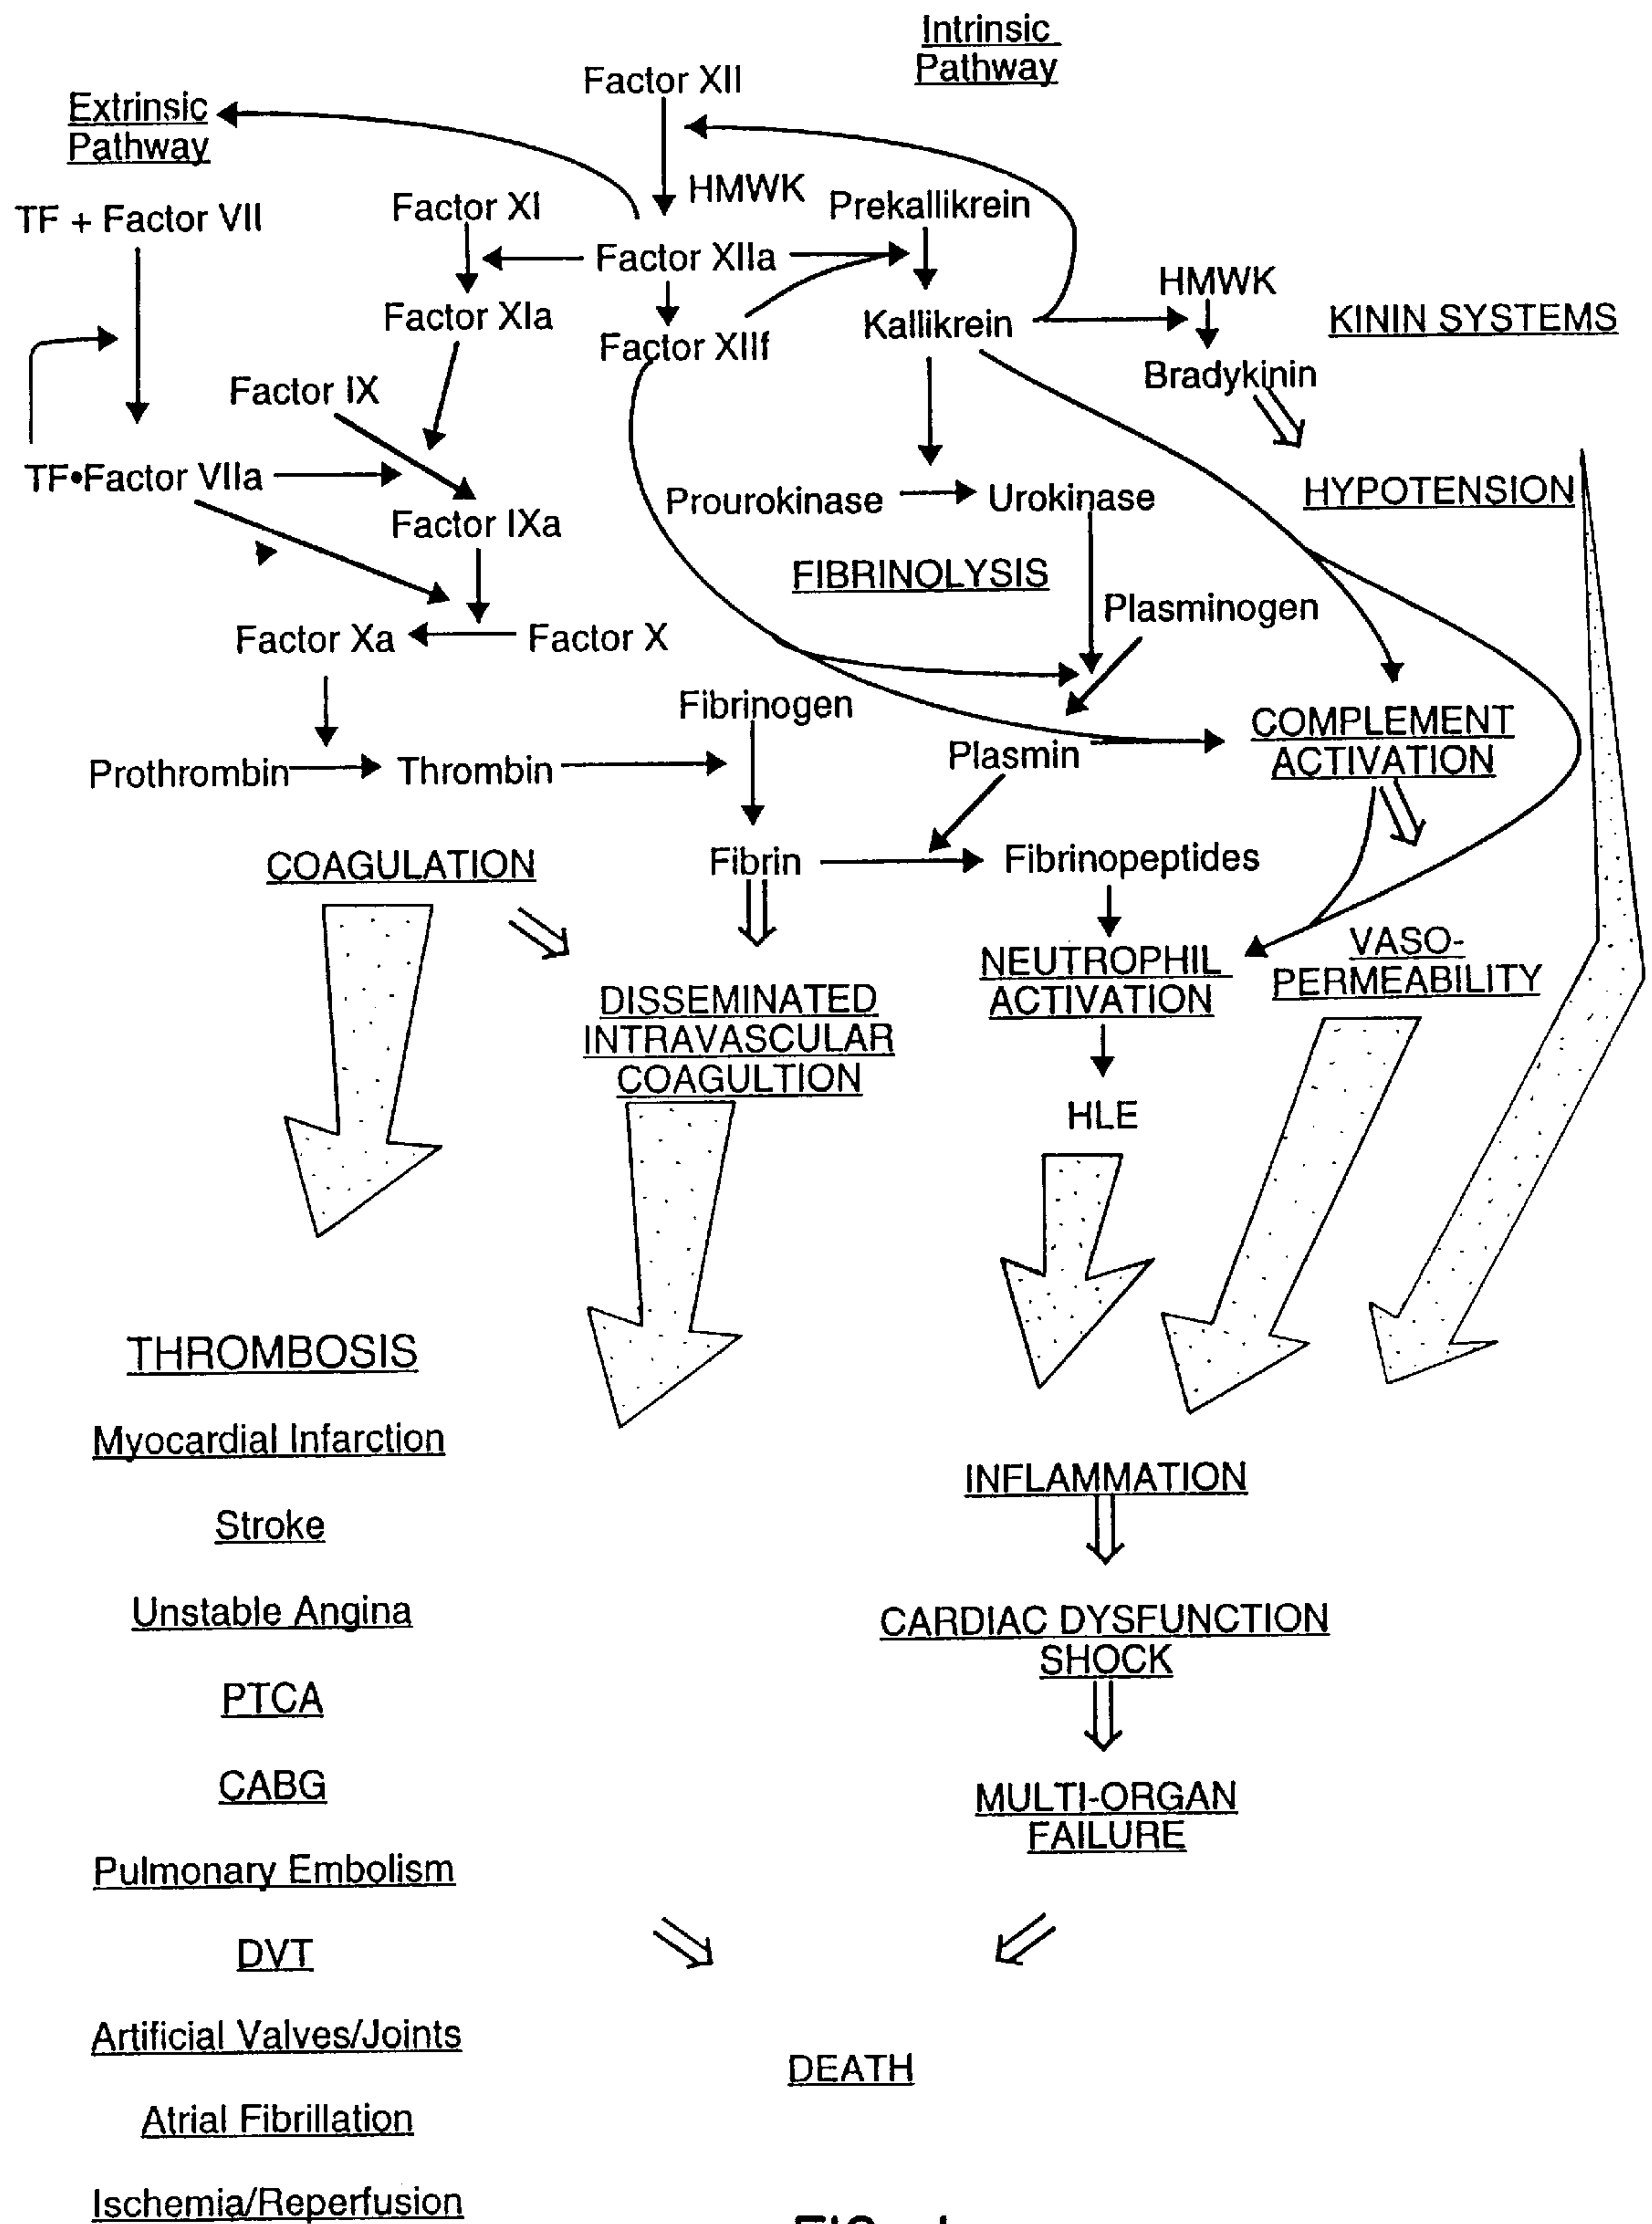 Intrinsic
Pathway
Factor XII
Extrinsic
Pathway
HMWK
Prekallikrein
Factor XI
TF + Factor VII
Factor XIIa
HMWK
KININ SYSTEMS
Factor XIa
Kallikrein
Factor XIIf
Bradykinin
Factor IX
TF•Factor VIIa
Prourokinase
Urokinase
HYPOTENSION
Factor IXa
FIBRINOLYSIS
Plasminogen
Factor Xa
Factor X
Fibrinogen
COMPLEMENT
ACTIVATION
Plasmin
Prothrombin
Thrombin
COAGULATION
Fibrin
Fibrinopeptides
VASO-
PERMEABILITY
NEUTROPHIL
ACTIVATION
DISSEMINATED
INTRAVASCULAR
COAGULTION
HLE
THROMBOSIS
Myocardial Infarction
INFLAMMATION
Stroke
Unstable Angina
CARDIAC DYSFUNCTION
SHOCK
PTCA
CABG
MULTI-ORGAN
FAILURE
Pulmonary Embolism
DVT
Artificial Valves/Joints
DEATH
Atrial Fibrillation
Ischemia/Reperfusion